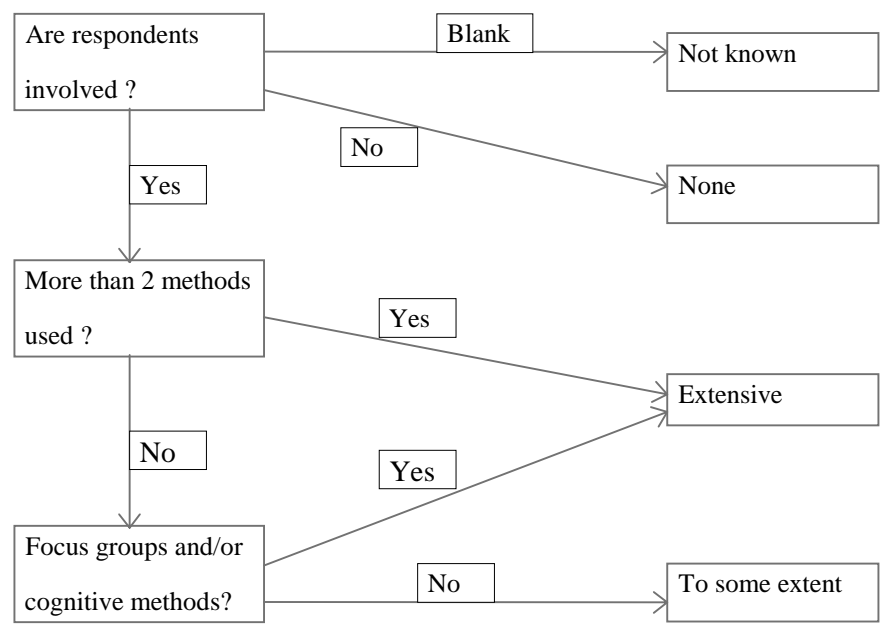 Are respondents
involved ?
Blank
Not known
No
None
Yes
More than 2 methods
used ?
Yes
Extensive
No
Yes
Focus groups and/or
cognitive methods?
No
To some extent